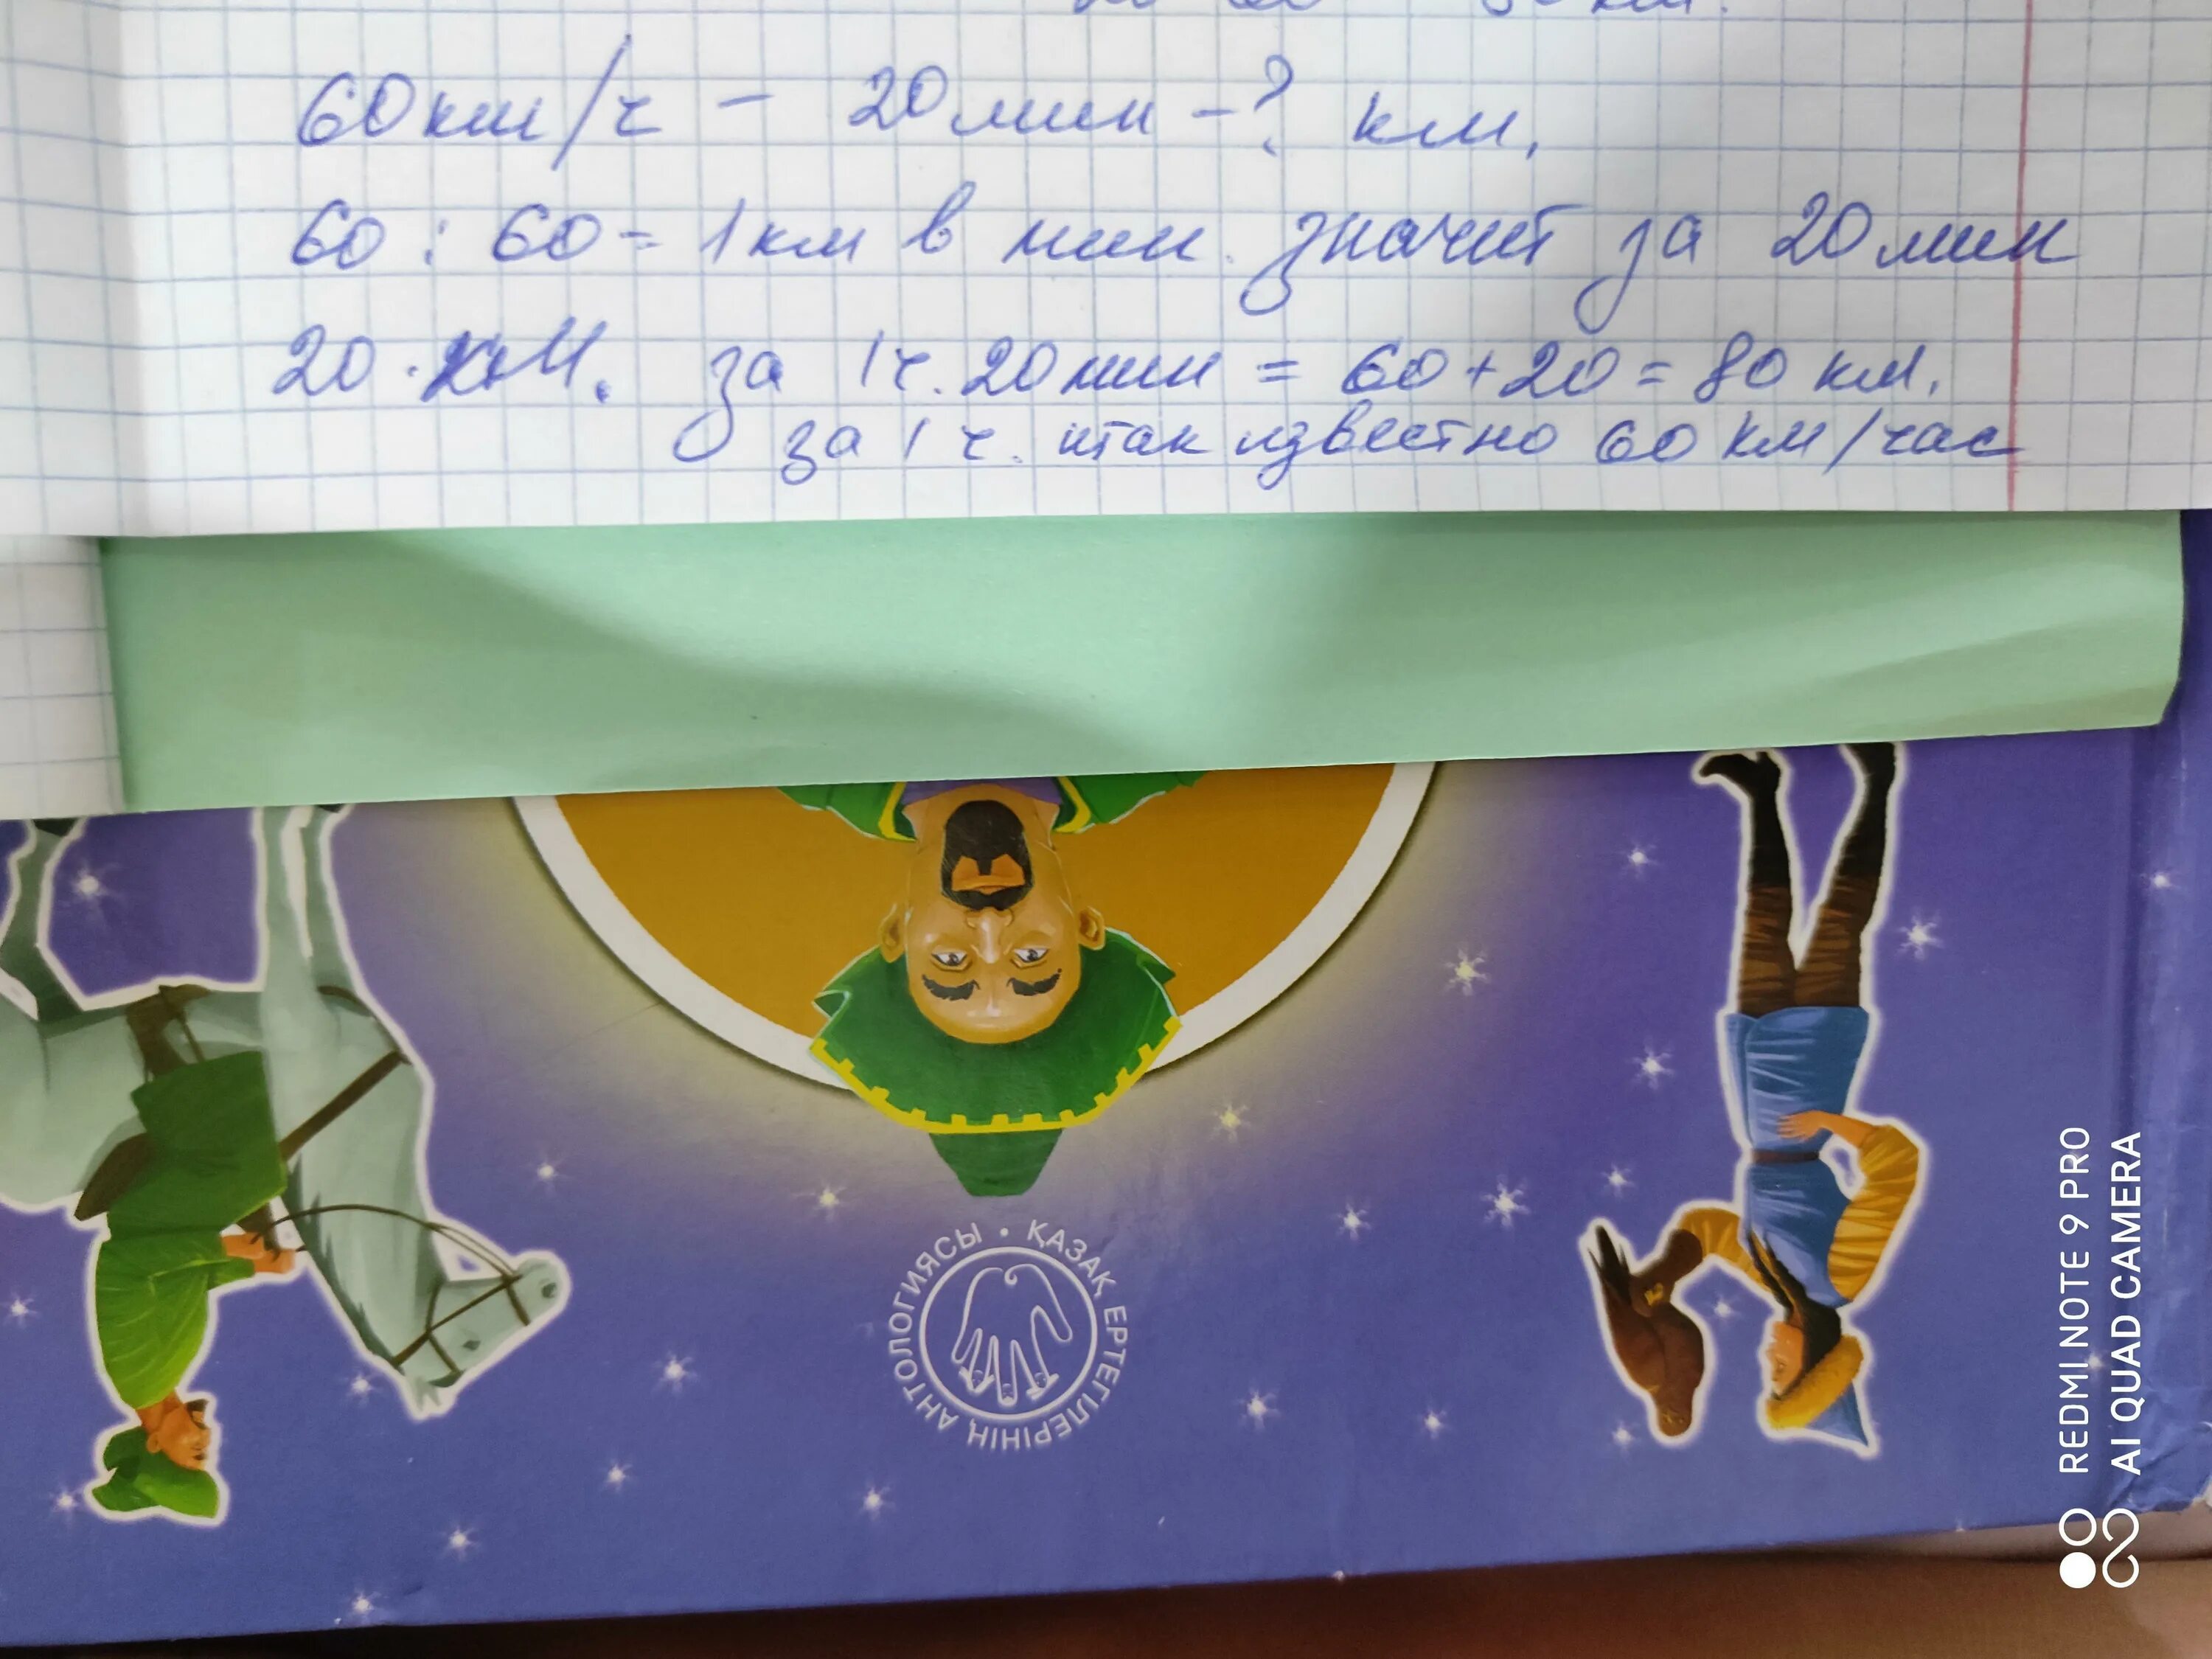 60км/ч - 20мин - ? км.
60 : 60 = 1км в мин. значит за 20мин
20 км. за 1ч. 20мин = 60+20 = 80 км.
за 1 ч. итак известно 60 км/час
ҚАЗАҚ ЕРТЕГІЛЕРІНІҢ АНТОЛОГИЯСЫ •
REDMI NOTE 9 PRO
AI QUAD CAMERA